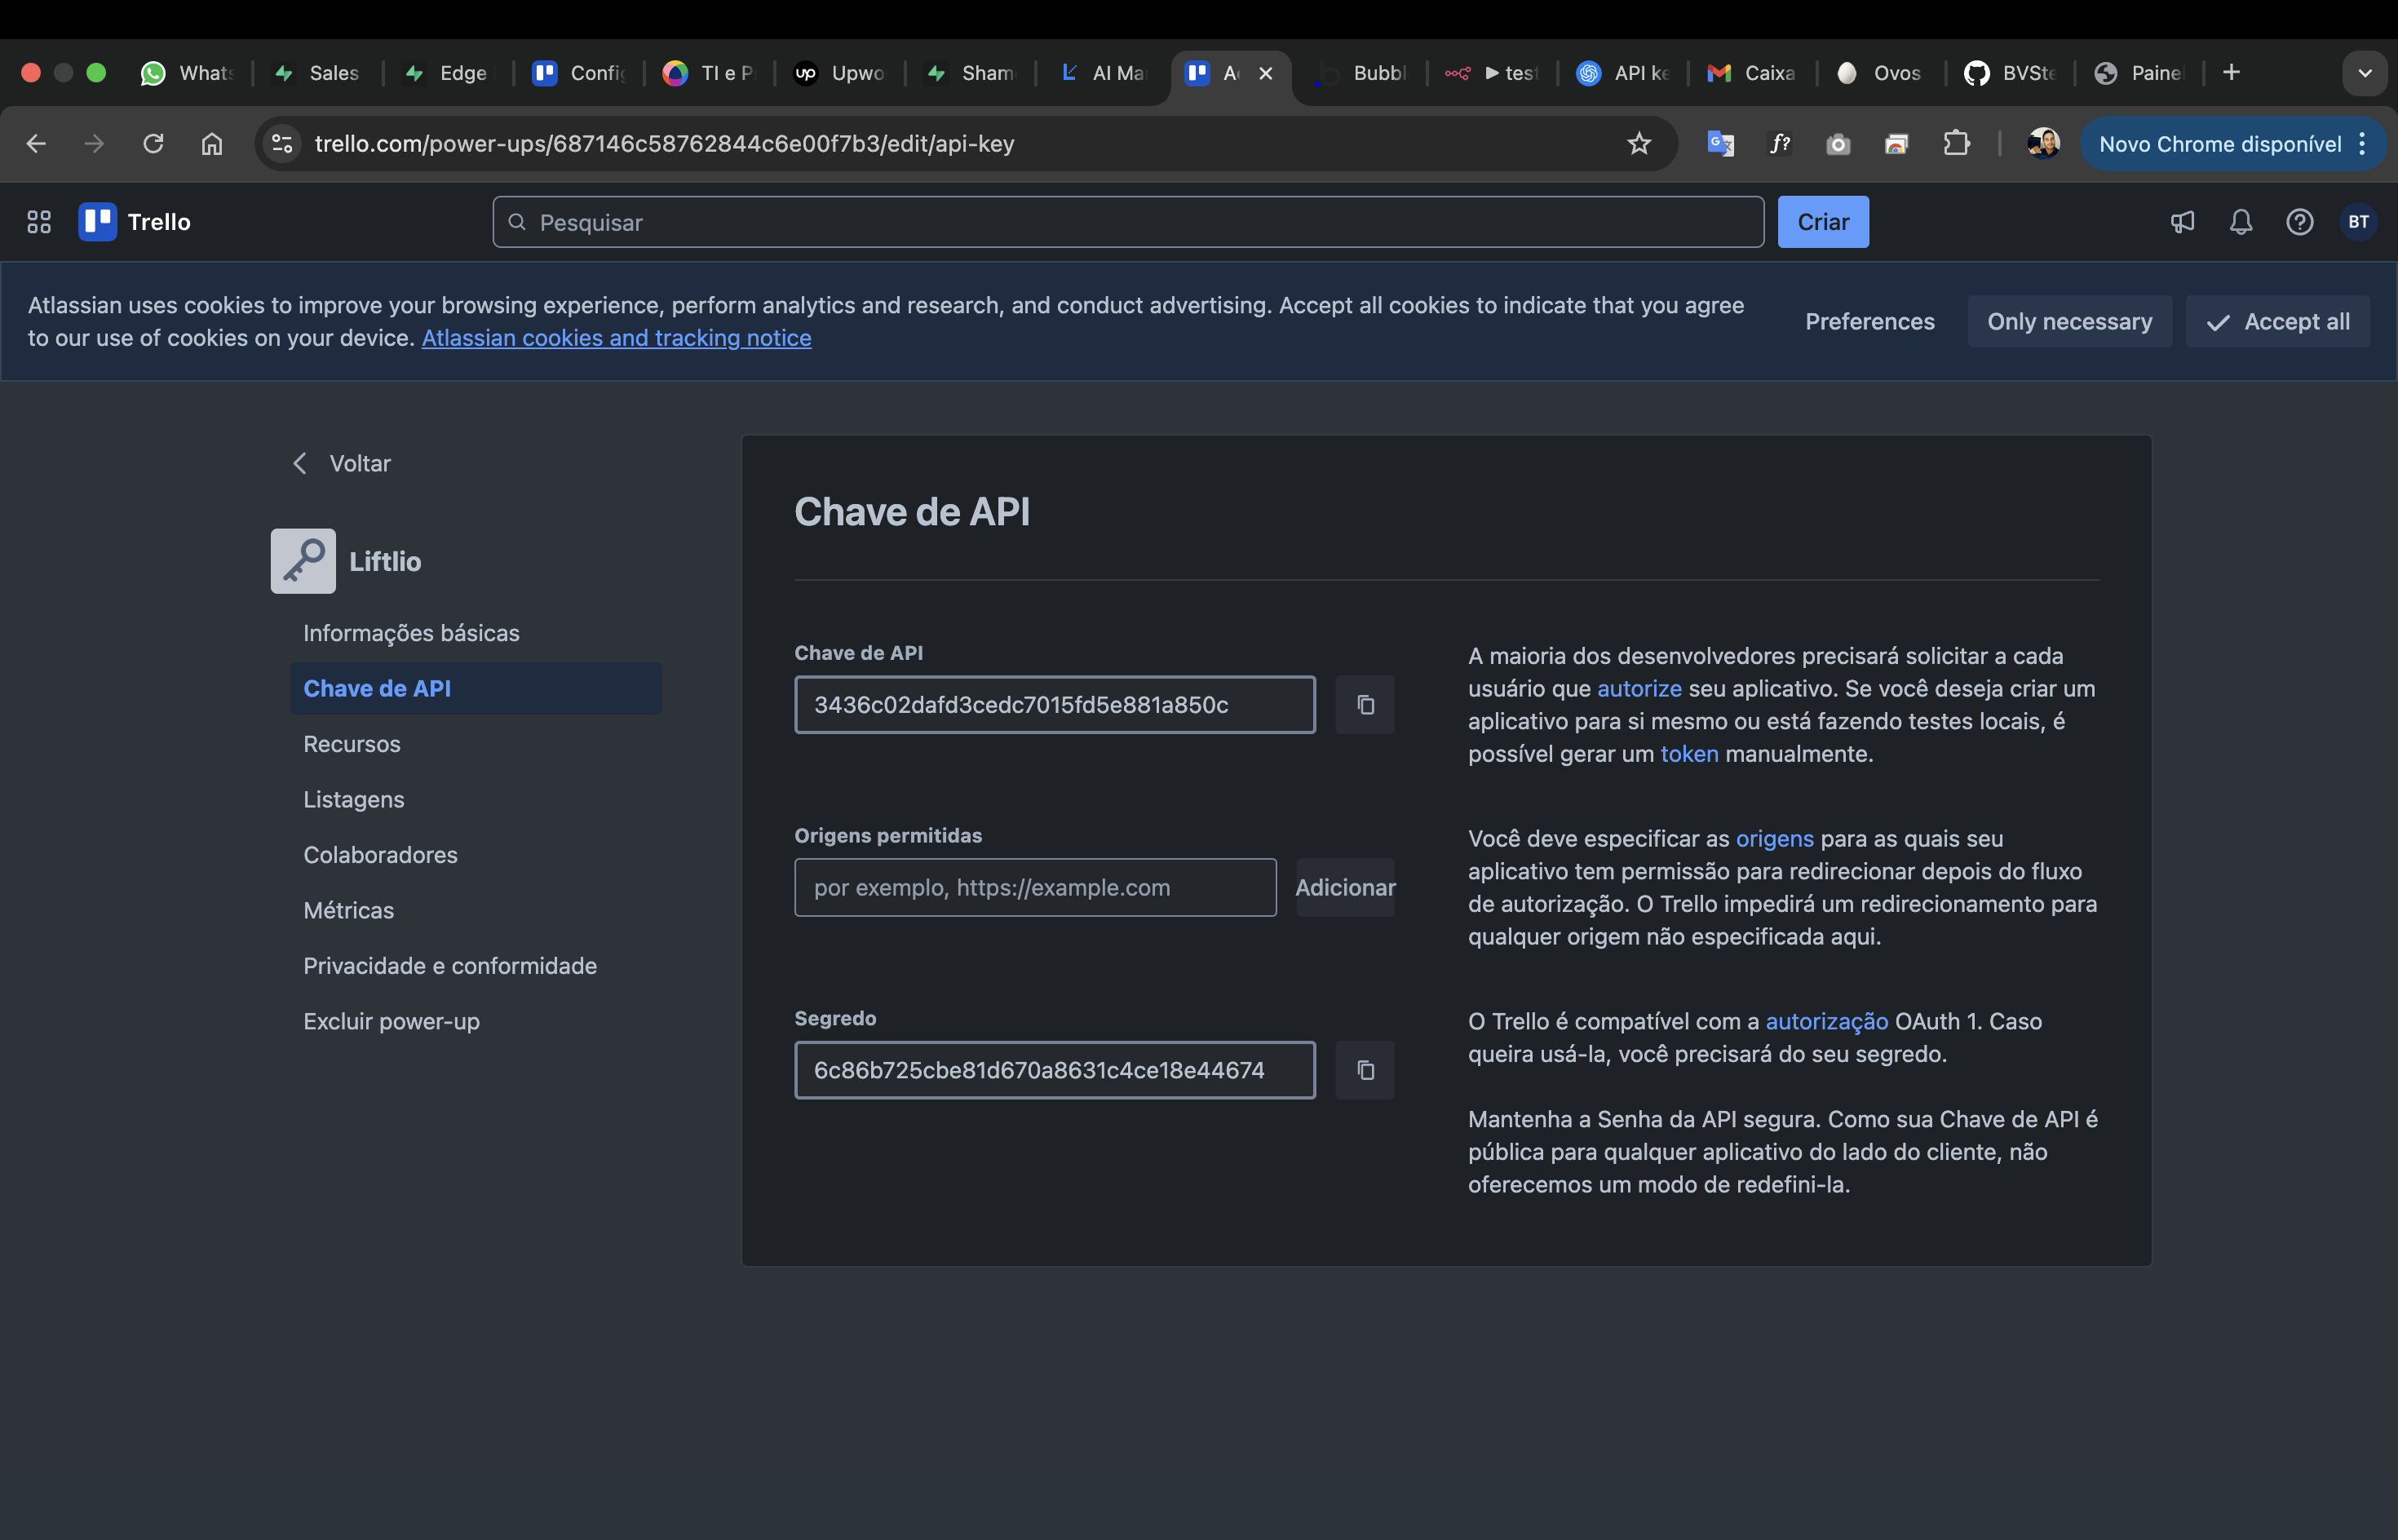 Whats
Sales
Edge
Config
TI e P
Upwo
Sham
AI Ma
Bubbl
test
API ke
Caixa
Ovos
BVSte
Painel
trello.com/power-ups/687146c58762844c6e00f7b3/edit/api-key
Novo Chrome disponível
Trello
Pesquisar
Criar
BT
Atlassian uses cookies to improve your browsing experience, perform analytics and research, and conduct advertising. Accept all cookies to indicate that you agree
to our use of cookies on your device. Atlassian cookies and tracking notice
Preferences
Only necessary
Accept all
Voltar
Liftlio
Informações básicas
Chave de API
Recursos
Listagens
Colaboradores
Métricas
Privacidade e conformidade
Excluir power-up
Chave de API
Chave de API
3436c02dafd3cedc7015fd5e881a850c
A maioria dos desenvolvedores precisará solicitar a cada
usuário que autorize seu aplicativo. Se você deseja criar um
aplicativo para si mesmo ou está fazendo testes locais, é
possível gerar um token manualmente.
Origens permitidas
por exemplo, https://example.com
Adicionar
Você deve especificar as origens para as quais seu
aplicativo tem permissão para redirecionar depois do fluxo
de autorização. O Trello impedirá um redirecionamento para
qualquer origem não especificada aqui.
Segredo
6c86b725cbe81d670a8631c4ce18e44674
O Trello é compatível com a autorização OAuth 1. Caso
queira usá-la, você precisará do seu segredo.
Mantenha a Senha da API segura. Como sua Chave de API é
pública para qualquer aplicativo do lado do cliente, não
oferecemos um modo de redefini-la.